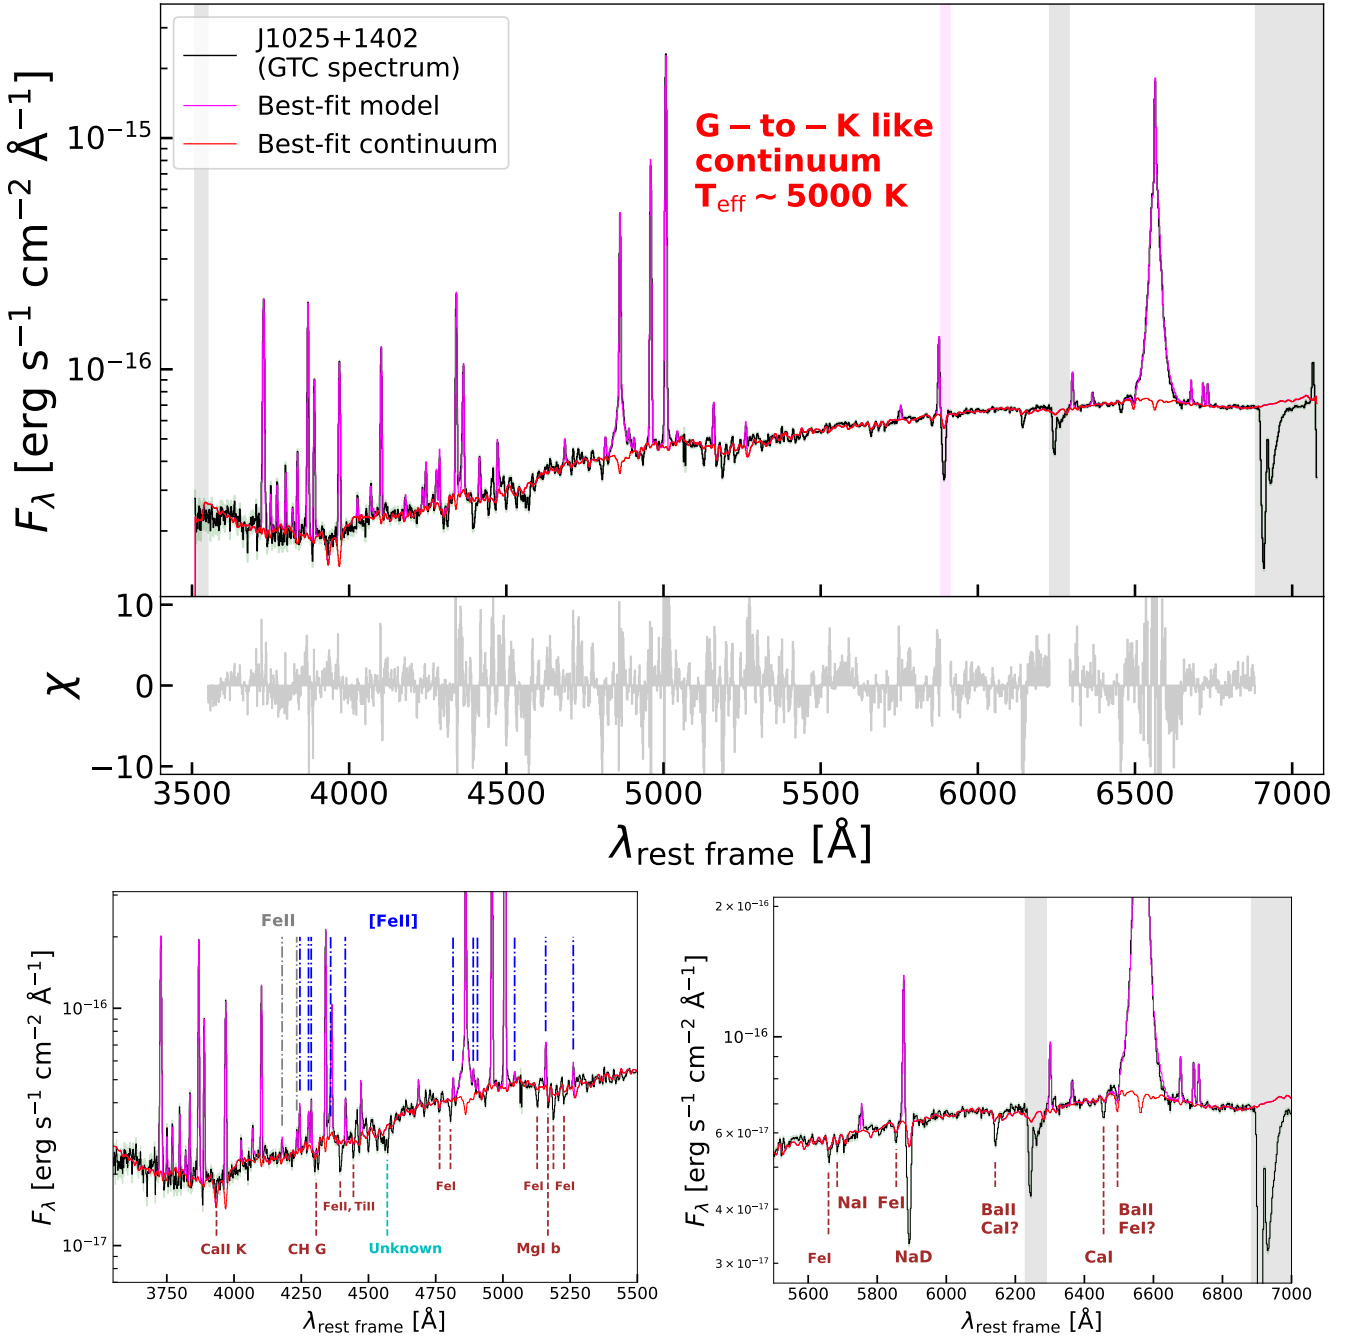 J1025+1402
(GTC spectrum)
Best-fit model
Best-fit continuum
G − to − K like
continuum
T_eff ~ 5000 K
10⁻¹⁵
10⁻¹⁶
F_λ [erg s⁻¹ cm⁻² Å⁻¹]
10
0
−10
χ
3500 4000 4500 5000 5500 6000 6500 7000
λ_rest frame [Å]
FeII [FeII]
10⁻¹⁶
10⁻¹⁷
F_λ [erg s⁻¹ cm⁻² Å⁻¹]
FeI FeI FeI
FeII, TiII
CaII K CH G Unknown MgI b
3750 4000 4250 4500 4750 5000 5250 5500
λ_rest frame [Å]
2 × 10⁻¹⁶
10⁻¹⁶
6 × 10⁻¹⁷
4 × 10⁻¹⁷
3 × 10⁻¹⁷
F_λ [erg s⁻¹ cm⁻² Å⁻¹]
NaI FeI
BaII
CaI?
BaII
FeI?
FeI NaD CaI
5600 5800 6000 6200 6400 6600 6800 7000
λ_rest frame [Å]